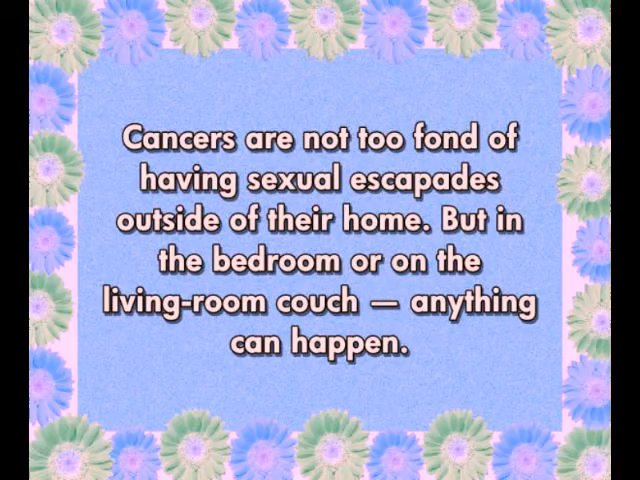 Cancers are not too fond of
having sexual escapades
outside of their home. But in
the bedroom or on the
living-room couch — anything
can happen.